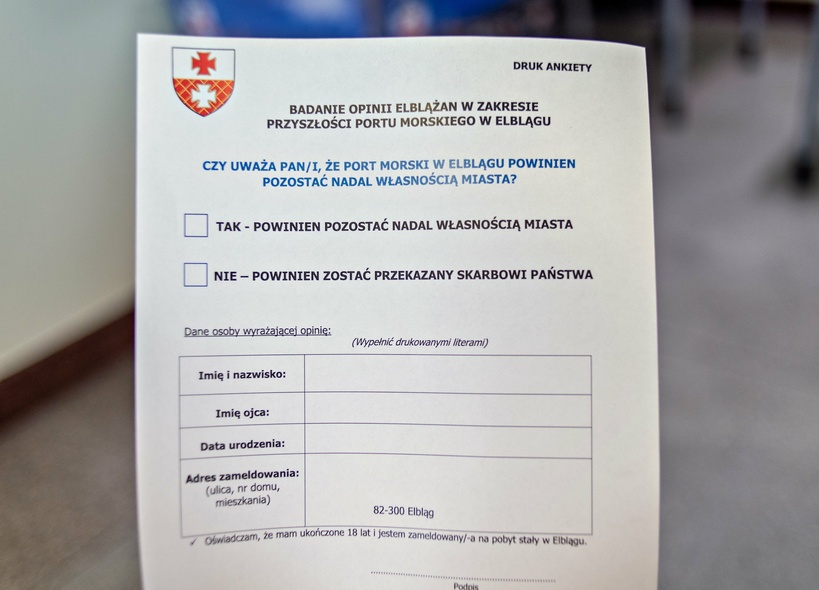 DRUK ANKIETY
BADANIE OPINII ELBLĄŻAN W ZAKRESIE
PRZYSZŁOŚCI PORTU MORSKIEGO W ELBLĄGU
CZY UWAŻA PAN/I, ŻE PORT MORSKI W ELBLĄGU POWINIEN
POZOSTAĆ NADAL WŁASNOŚCIĄ MIASTA?
TAK - POWINIEN POZOSTAĆ NADAL WŁASNOŚCIĄ MIASTA
NIE – POWINIEN ZOSTAĆ PRZEKAZANY SKARBOWI PAŃSTWA
Dane osoby wyrażającej opinię:
(Wypełnić drukowanymi literami)
Imię i nazwisko:
Imię ojca:
Data urodzenia:
Adres zameldowania:
(ulica, nr domu,
mieszkania)
82-300 Elbląg
✓ Oświadczam, że mam ukończone 18 lat i jestem zameldowany/-a na pobyt stały w Elblągu.
Podpis